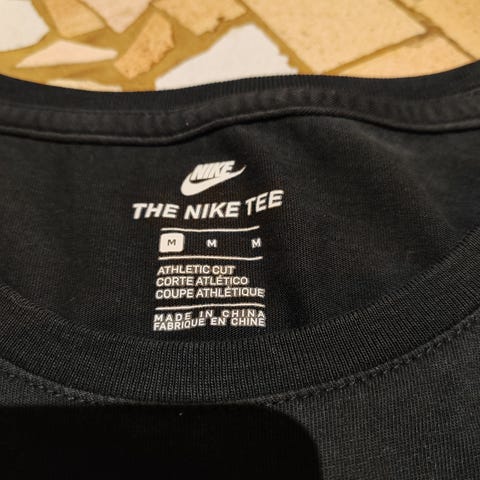 NIKE
THE NIKE TEE
M M M
ATHLETIC CUT
CORTE ATLÉTICO
COUPE ATHLÉTIQUE
MADE IN CHINA
FABRIQUÉ EN CHINE